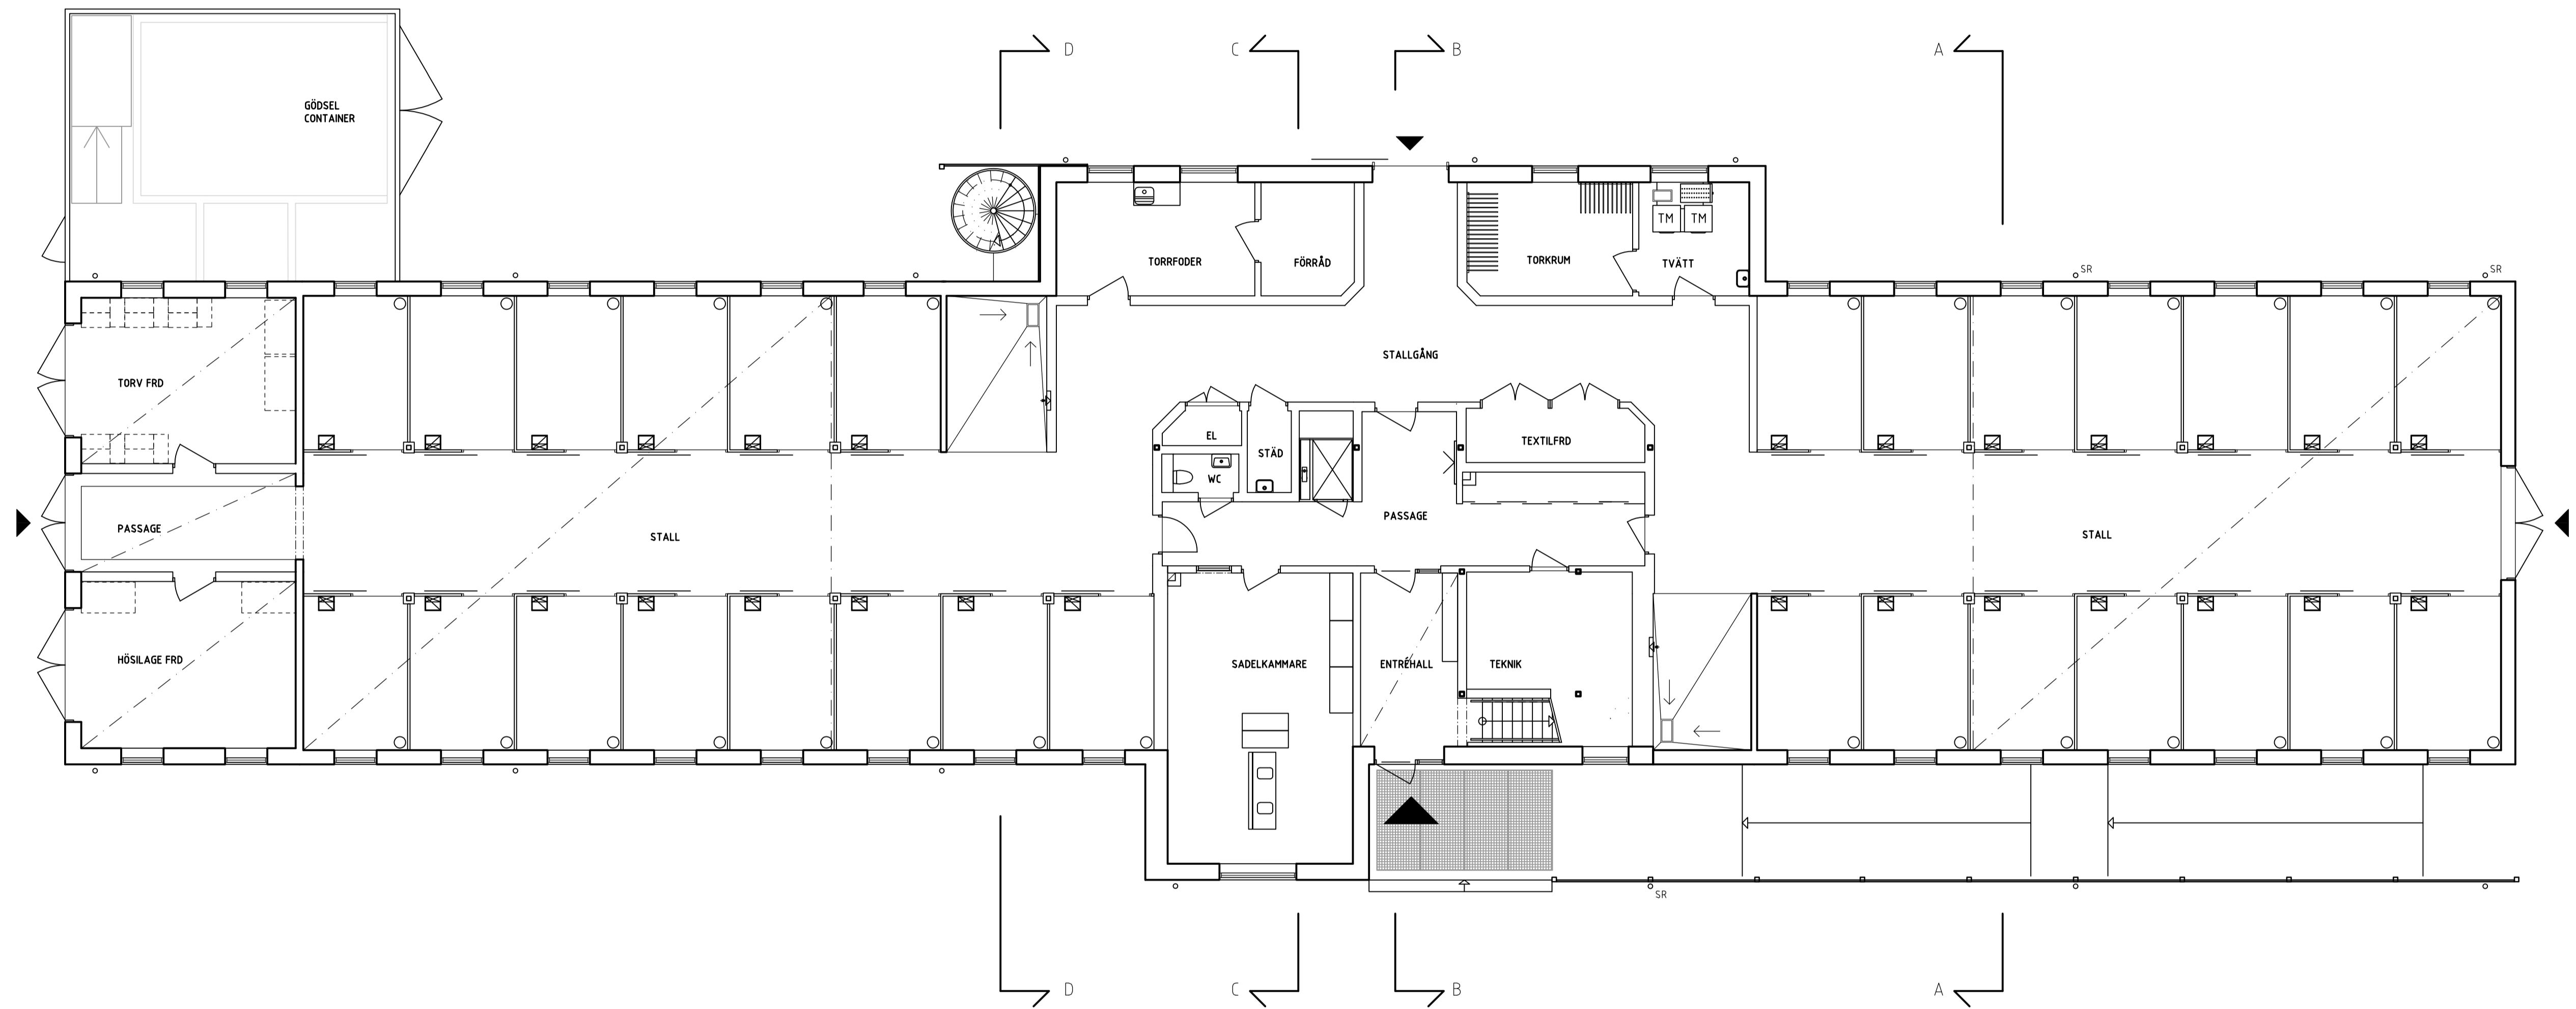 D
C
B
A
GÖDSEL
CONTAINER
TORRFODER
FÖRRÅD
TORKRUM
TVÄTT
TM
TM
SR
SR
STALLGÅNG
TORV FRD
EL
STÄD
WC
TEXTILFRD
PASSAGE
PASSAGE
STALL
STALL
HÖSILAGE FRD
SADELKAMMARE
ENTRÉHALL
TEKNIK
SR
D
C
B
A